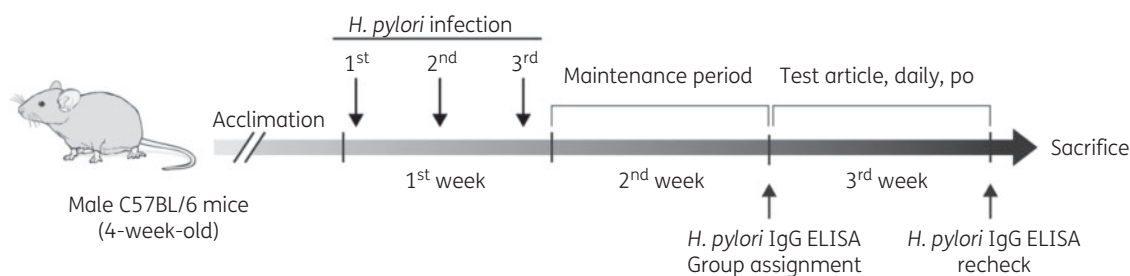 H. pylori infection
1st 2nd 3rd
Maintenance period Test article, daily, po
Acclimation
Sacrifice
1st week 2nd week 3rd week
Male C57BL/6 mice
(4-week-old)
H. pylori IgG ELISA
Group assignment
H. pylori IgG ELISA
recheck